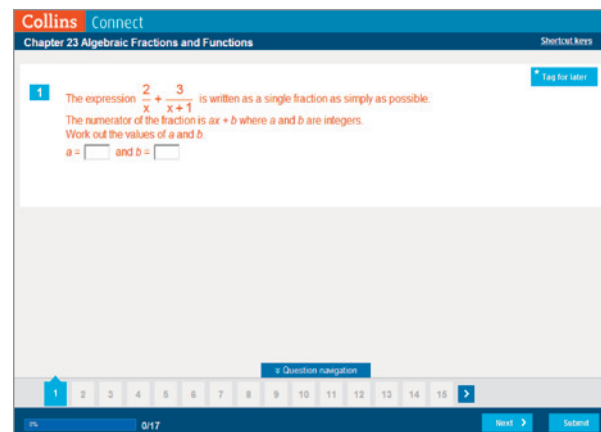 Collins Connect
Chapter 23 Algebraic Fractions and Functions Shortcut keys
* Tag for later
1 The expression 2/x + 3/(x + 1) is written as a single fraction as simply as possible.
The numerator of the fraction is ax + b where a and b are integers.
Work out the values of a and b.
a = and b =
Question navigation
1 2 3 4 5 6 7 8 9 10 11 12 13 14 15 >
0/17 Next > Submit